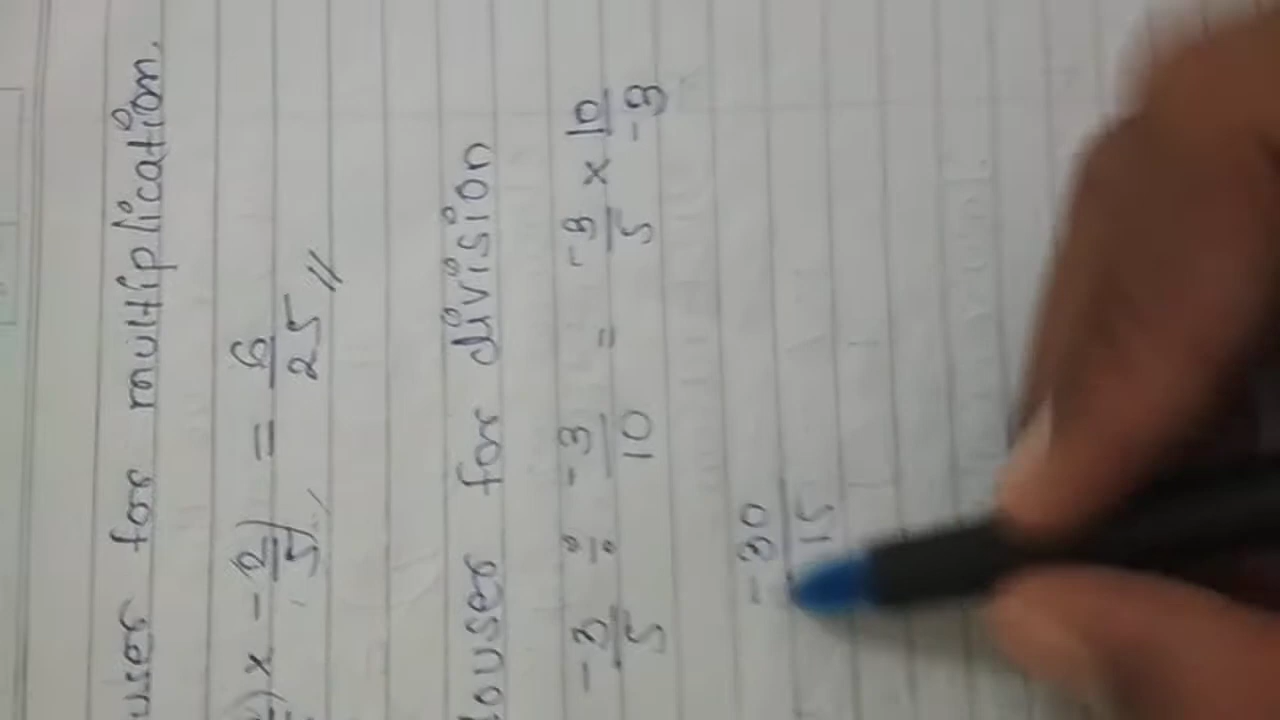 for multiplication.
) x - 2/5) = 6/25 //
for division
-3/5 ÷ -3/10 = -3/5 x 10/-3
-30/15